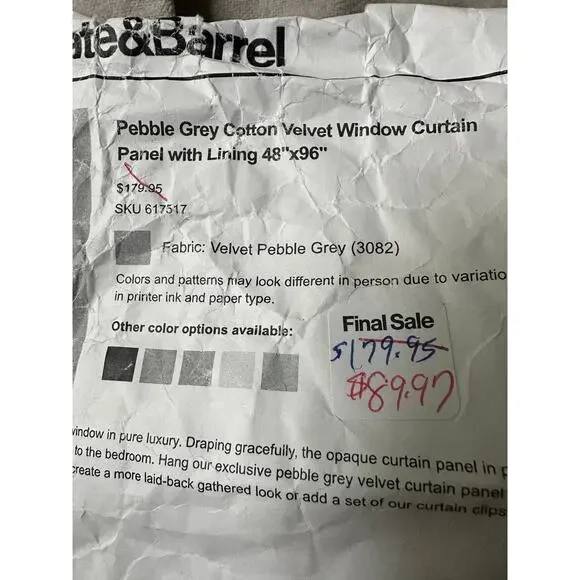 ate&Barrel
Pebble Grey Cotton Velvet Window Curtain
Panel with Lining 48"x96"
$179.95
SKU 617517
Fabric: Velvet Pebble Grey (3082)
Colors and patterns may look different in person due to variatio
in printer ink and paper type.
Other color options available:
Final Sale
$179.95
$89.97
window in pure luxury. Draping gracefully, the opaque curtain panel in p
to the bedroom. Hang our exclusive pebble grey velvet curtain panel
create a more laid-back gathered look or add a set of our curtain clips